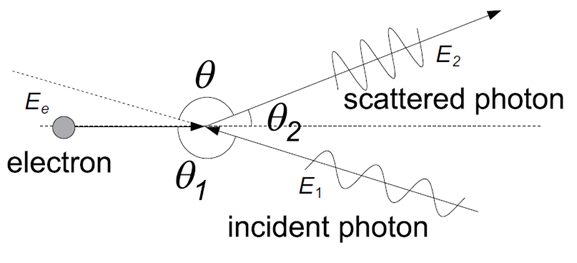 θ
E2
Ee
scattered photon
θ2
electron
θ1
E1
incident photon